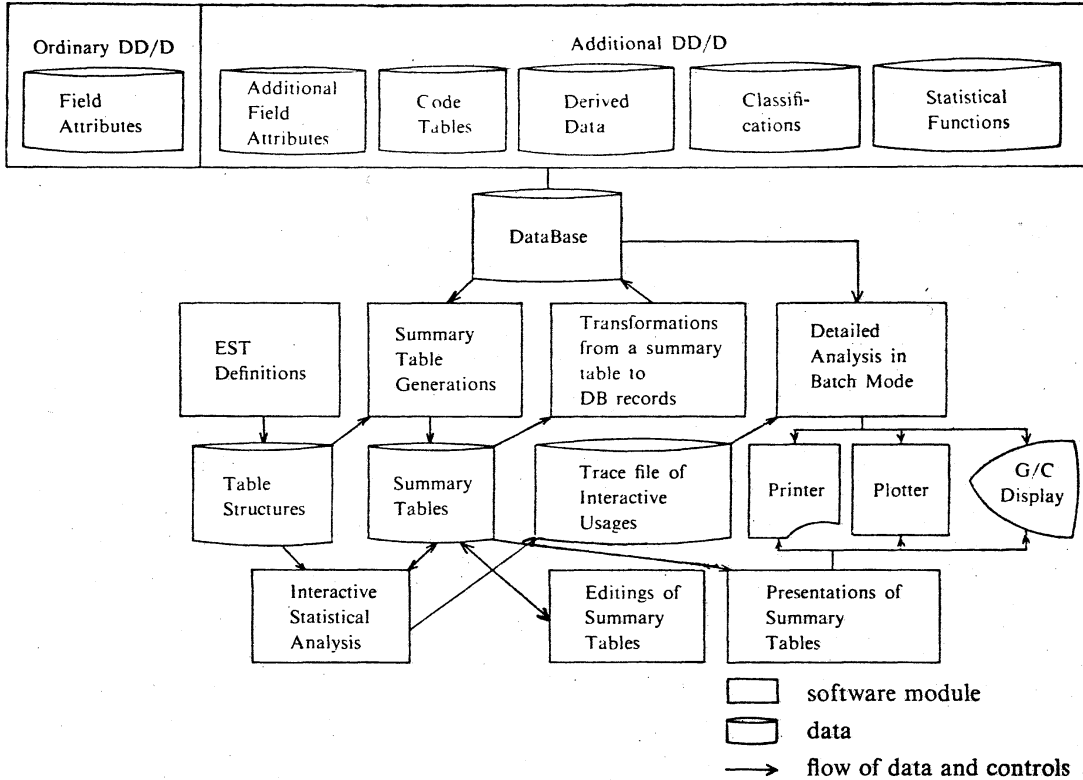 Ordinary DD/D
Additional DD/D
Field
Attributes
Additional
Field
Attributes
Code
Tables
Derived
Data
Classifi-
cations
Statistical
Functions
DataBase
EST
Definitions
Summary
Table
Generations
Transformations
from a summary
table to
DB records
Detailed
Analysis in
Batch Mode
Table
Structures
Summary
Tables
Trace file of
Interactive
Usages
Printer
Plotter
G/C
Display
Interactive
Statistical
Analysis
Editings of
Summary
Tables
Presentations of
Summary
Tables
software module
data
flow of data and controls